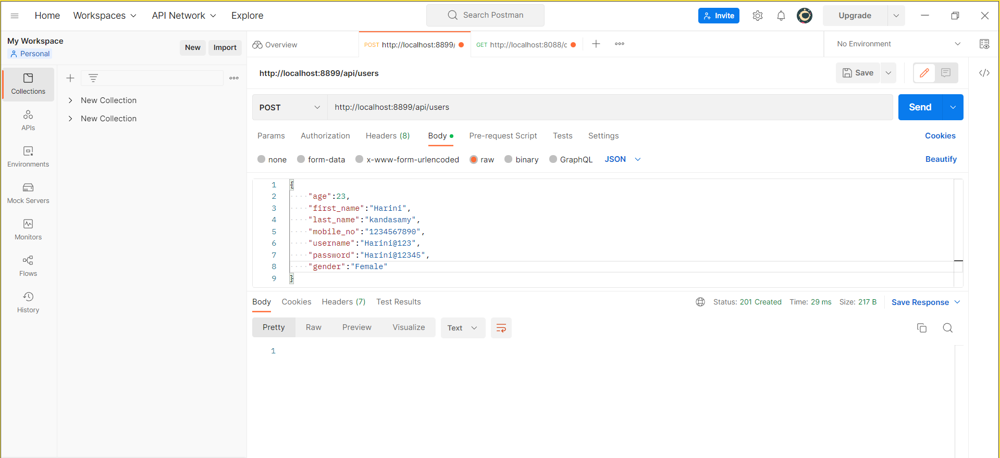 Home Workspaces API Network Explore Search Postman Invite Upgrade
My Workspace
Personal
New Import
Overview POST http://localhost:8899/ GET http://localhost:8088/c No Environment
Collections
APIs
Environments
Mock Servers
Monitors
Flows
History
New Collection
New Collection
http://localhost:8899/api/users Save
POST http://localhost:8899/api/users Send
Params Authorization Headers (8) Body Pre-request Script Tests Settings Cookies
none form-data x-www-form-urlencoded raw binary GraphQL JSON Beautify
1 {
2 "age":23,
3 "first_name":"Harini",
4 "last_name":"kandasamy",
5 "mobile_no":"1234567890",
6 "username":"Harini@123",
7 "password":"Harini@12345",
8 "gender":"Female"
9 }
Body Cookies Headers (7) Test Results Status: 201 Created Time: 29 ms Size: 217 B Save Response
Pretty Raw Preview Visualize Text
1